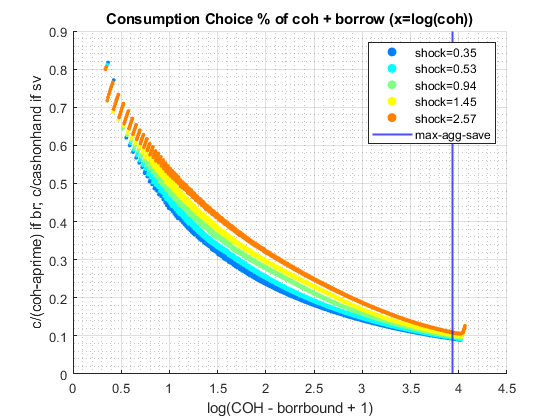 Consumption Choice % of coh + borrow (x=log(coh))
c/(coh-aprime) if br, c/cashonhand if sv
0.9
0.8
0.7
0.6
0.5
0.4
0.3
0.2
0.1
0
shock=0.35
shock=0.53
shock=0.94
shock=1.45
shock=2.57
max-agg-save
0 0.5 1 1.5 2 2.5 3 3.5 4 4.5
log(COH - borrbound + 1)